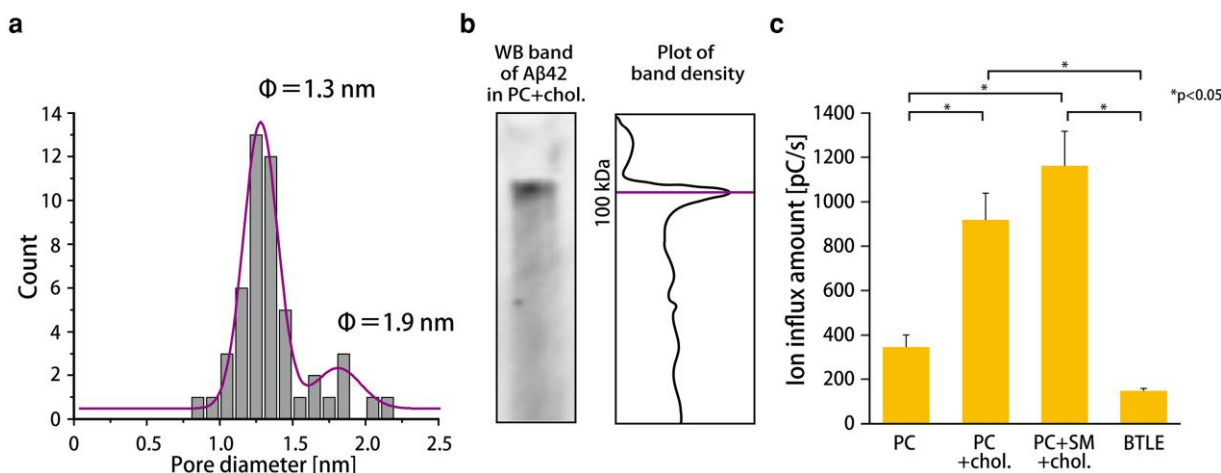 a
Φ=1.3 nm
Φ=1.9 nm
14
12
10
8
6
4
2
0
Count
0 0.5 1.0 1.5 2.0 2.5
Pore diameter [nm]
b
WB band
of Aβ42
in PC+chol.
Plot of
band density
100 kDa
c
*
*
*
*
*p<0.05
1400
1200
1000
800
600
400
200
0
Ion influx amount [pC/s]
PC
PC
+chol.
PC+SM
+chol.
BTLE